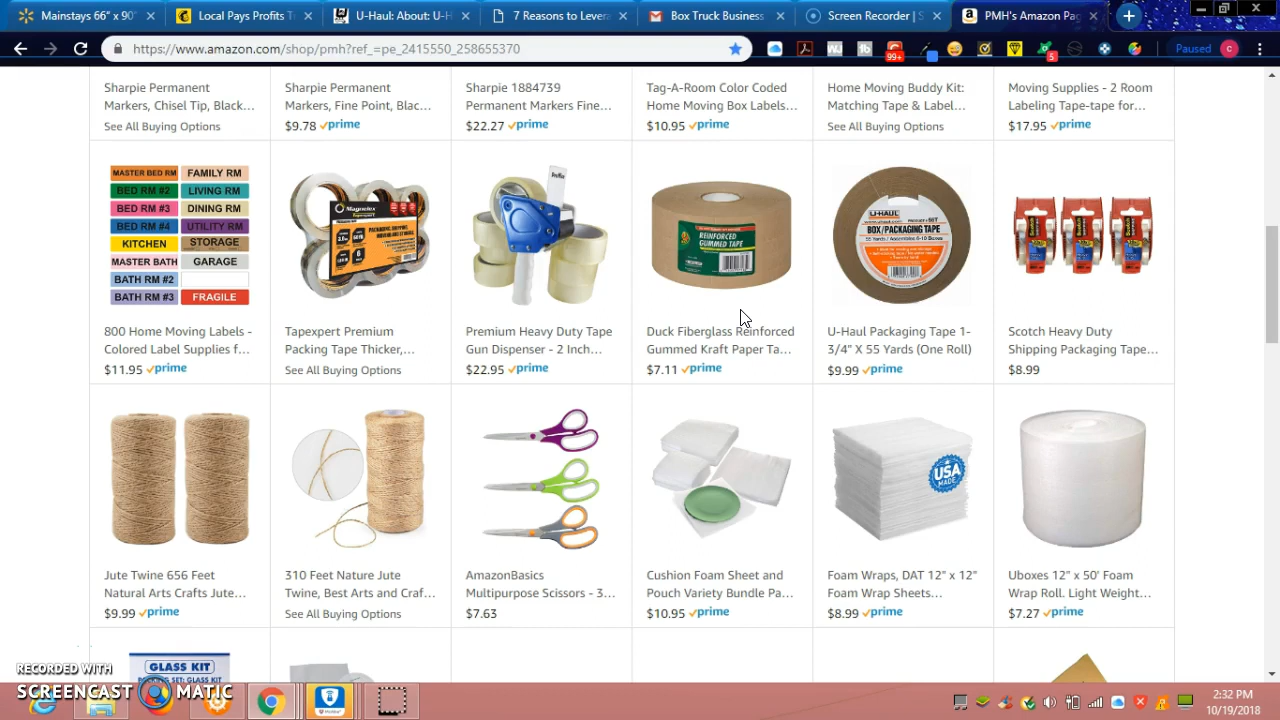 Mainstays 66" x 90"
Local Pays Profits T
U-Haul: About: U-H
7 Reasons to Levera
Box Truck Business
Screen Recorder | S
PMH's Amazon Pag
https://www.amazon.com/shop/pmh?ref_=pe_2415550_258655370
99+
5
Paused
c
Sharpie Permanent
Markers, Chisel Tip, Black...
See All Buying Options
Sharpie Permanent
Markers, Fine Point, Blac...
$9.78 prime
Sharpie 1884739
Permanent Markers Fine...
$22.27 prime
Tag-A-Room Color Coded
Home Moving Box Labels...
$10.95 prime
Home Moving Buddy Kit:
Matching Tape & Label...
See All Buying Options
Moving Supplies - 2 Room
Labeling Tape-tape for...
$17.95 prime
MASTER BED RM FAMILY RM
BED RM #2 LIVING RM
BED RM #3 DINING RM
BED RM #4 UTILITY RM
KITCHEN STORAGE
MASTER BATH GARAGE
BATH RM #2
BATH RM #3 FRAGILE
REINFORCED
GUMMED TAPE
U-HAUL
BOX/PACKAGING TAPE
800 Home Moving Labels -
Colored Label Supplies f...
$11.95 prime
Tapexpert Premium
Packing Tape Thicker,...
See All Buying Options
Premium Heavy Duty Tape
Gun Dispenser - 2 Inch...
$22.95 prime
Duck Fiberglass Reinforced
Gummed Kraft Paper Ta...
$7.11 prime
U-Haul Packaging Tape 1-
3/4" X 55 Yards (One Roll)
$9.99 prime
Scotch Heavy Duty
Shipping Packaging Tape...
$8.99
USA
MADE
Jute Twine 656 Feet
Natural Arts Crafts Jute...
$9.99 prime
310 Feet Nature Jute
Twine, Best Arts and Craf...
See All Buying Options
AmazonBasics
Multipurpose Scissors - 3...
$7.63
Cushion Foam Sheet and
Pouch Variety Bundle Pa...
$10.95 prime
Foam Wraps, DAT 12" x 12"
Foam Wrap Sheets...
$8.99 prime
Uboxes 12" x 50' Foam
Wrap Roll. Light Weight...
$7.27 prime
GLASS KIT
RECORDED WITH
SCREENCAST MATIC
2:32 PM
10/19/2018